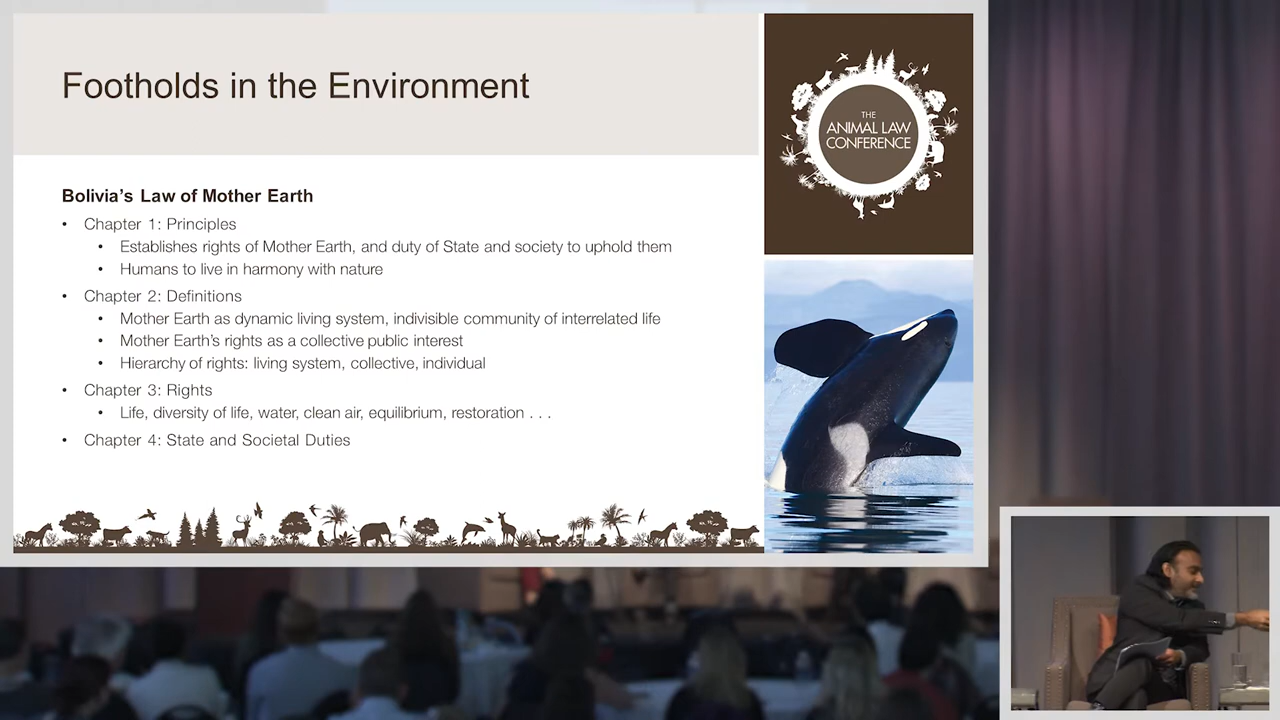 Footholds in the Environment
THE
ANIMAL LAW
CONFERENCE
Bolivia's Law of Mother Earth
• Chapter 1: Principles
• Establishes rights of Mother Earth, and duty of State and society to uphold them
• Humans to live in harmony with nature
• Chapter 2: Definitions
• Mother Earth as dynamic living system, indivisible community of interrelated life
• Mother Earth's rights as a collective public interest
• Hierarchy of rights: living system, collective, individual
• Chapter 3: Rights
• Life, diversity of life, water, clean air, equilibrium, restoration . . .
• Chapter 4: State and Societal Duties